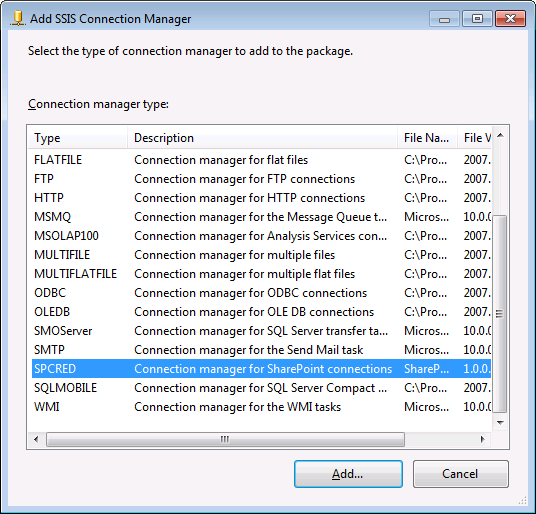 Add SSIS Connection Manager
Select the type of connection manager to add to the package.
Connection manager type:
Type Description File Na... File V
FLATFILE Connection manager for flat files C:\Pro... 2007.
FTP Connection manager for FTP connections C:\Pro... 2007.
HTTP Connection manager for HTTP connections C:\Pro... 2007.
MSMQ Connection manager for the Message Queue t... Micros... 10.0.0
MSOLAP100 Connection manager for Analysis Services con... C:\Pro... 2007.
MULTIFILE Connection manager for multiple files C:\Pro... 2007.
MULTIFLATFILE Connection manager for multiple flat files C:\Pro... 2007.
ODBC Connection manager for ODBC connections C:\Pro... 2007.
OLEDB Connection manager for OLE DB connections C:\Pro... 2007.
SMOServer Connection manager for SQL Server transfer ta... Micros... 10.0.0
SMTP Connection manager for the Send Mail task Micros... 10.0.0
SPCRED Connection manager for SharePoint connections ShareP... 1.0.0.
SQLMOBILE Connection manager for SQL Server Compact ... C:\Pro... 2007.
WMI Connection manager for the WMI tasks Micros... 10.0.0
Add... Cancel